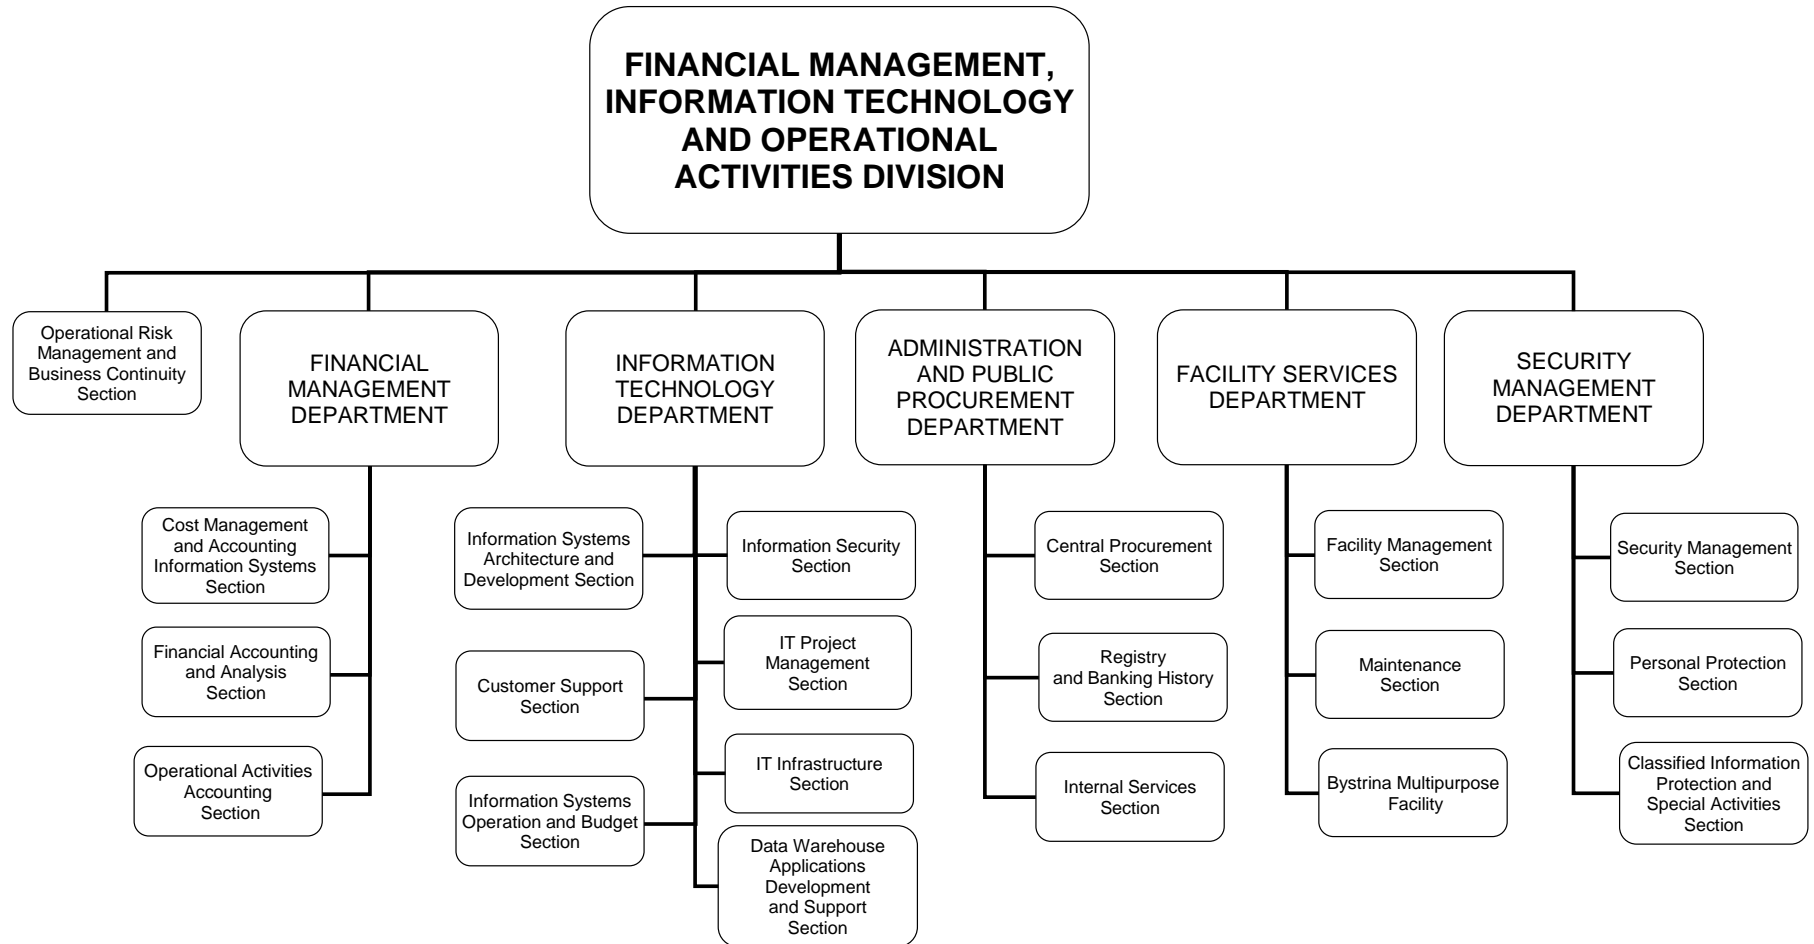 FINANCIAL MANAGEMENT,
INFORMATION TECHNOLOGY
AND OPERATIONAL
ACTIVITIES DIVISION
Operational Risk
Management and
Business Continuity
Section
FINANCIAL
MANAGEMENT
DEPARTMENT
INFORMATION
TECHNOLOGY
DEPARTMENT
ADMINISTRATION
AND PUBLIC
PROCUREMENT
DEPARTMENT
FACILITY SERVICES
DEPARTMENT
SECURITY
MANAGEMENT
DEPARTMENT
Cost Management
and Accounting
Information Systems
Section
Financial Accounting
and Analysis
Section
Operational Activities
Accounting
Section
Information Systems
Architecture and
Development Section
Customer Support
Section
Information Systems
Operation and Budget
Section
Information Security
Section
IT Project
Management
Section
IT Infrastructure
Section
Data Warehouse
Applications
Development
and Support
Section
Central Procurement
Section
Registry
and Banking History
Section
Internal Services
Section
Facility Management
Section
Maintenance
Section
Bystrina Multipurpose
Facility
Security Management
Section
Personal Protection
Section
Classified Information
Protection and
Special Activities
Section